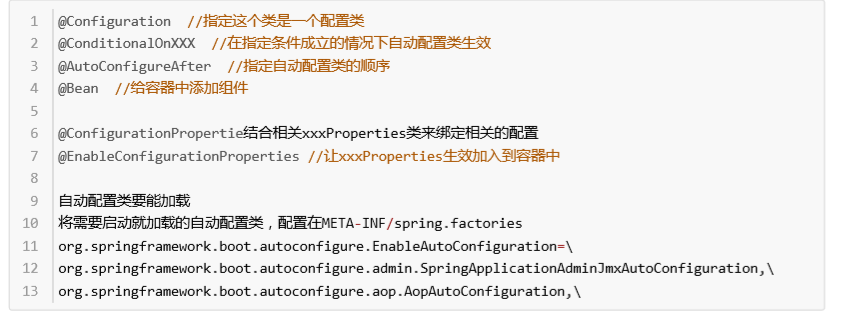 1 @Configuration //指定这个类是一个配置类
2 @ConditionalOnXXX //在指定条件成立的情况下自动配置类生效
3 @AutoConfigureAfter //指定自动配置类的顺序
4 @Bean //给容器中添加组件
5
6 @ConfigurationPropertie结合相关xxxProperties类来绑定相关的配置
7 @EnableConfigurationProperties //让xxxProperties生效加入到容器中
8
9 自动配置类要能加载
10 将需要启动就加载的自动配置类，配置在META-INF/spring.factories
11 org.springframework.boot.autoconfigure.EnableAutoConfiguration=\
12 org.springframework.boot.autoconfigure.admin.SpringApplicationAdminJmxAutoConfiguration,\
13 org.springframework.boot.autoconfigure.aop.AopAutoConfiguration,\